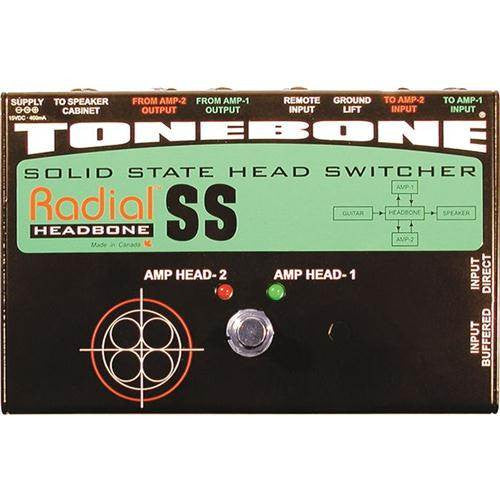 SUPPLY
15VDC - 400mA
TO SPEAKER
CABINET
FROM AMP-2
OUTPUT
FROM AMP-1
OUTPUT
REMOTE
INPUT
GROUND
LIFT
TO AMP-2
INPUT
TO AMP-1
INPUT
TONEBONE®
SOLID STATE HEAD SWITCHER
Radial™
HEADBONE
Made in Canada
SS
AMP-1
GUITAR
HEADBONE
SPEAKER
AMP-2
AMP HEAD- 2
AMP HEAD- 1
INPUT
DIRECT
INPUT
BUFFERED